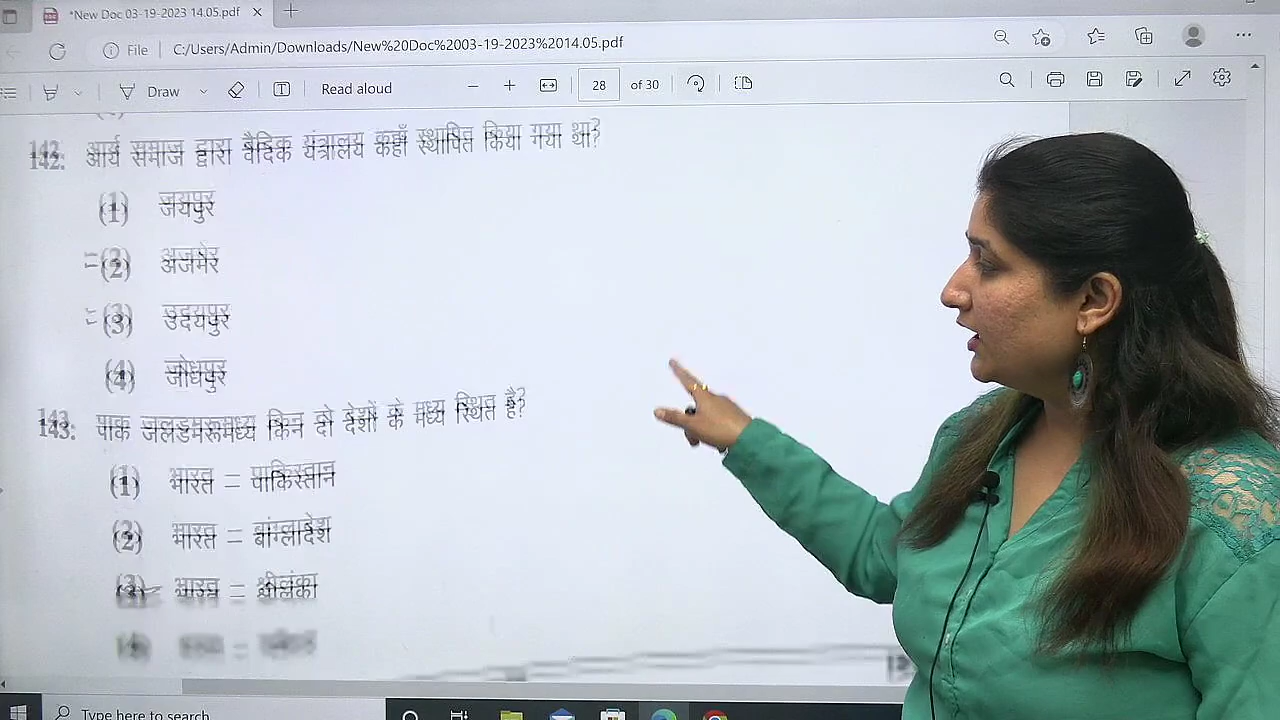 *New Doc 03-19-2023 14.05.pdf
File
C:/Users/Admin/Downloads/New%20Doc%2003-19-2023%2014.05.pdf
Draw
Read aloud
28 of 30
142. आर्य समाज द्वारा वैदिक यंत्रालय कहाँ स्थापित किया गया था?
(1) जयपुर
(2) अजमेर
(3) उदयपुर
(4) जोधपुर
143. पाक जलडमरूमध्य किन दो देशों के मध्य स्थित है?
(1) भारत – पाकिस्तान
(2) भारत – बांग्लादेश
(3) भारत – श्रीलंका
Type here to search